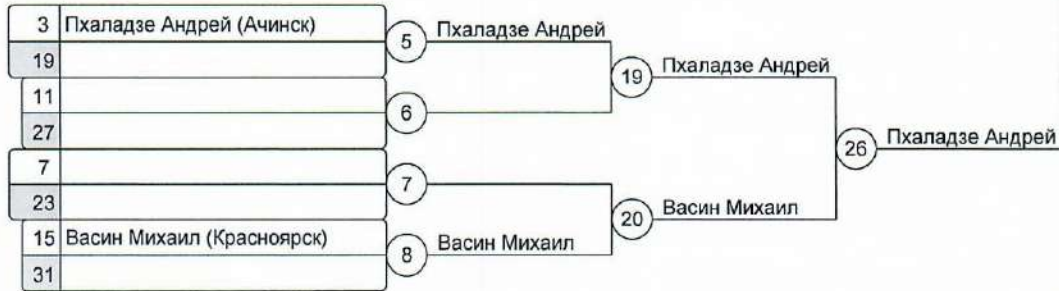 3 Пхаладзе Андрей (Ачинск)
5 Пхаладзе Андрей
19
19 Пхаладзе Андрей
11
6
27
26 Пхаладзе Андрей
7
7
23
20 Васин Михаил
15 Васин Михаил (Красноярск)
8 Васин Михаил
31